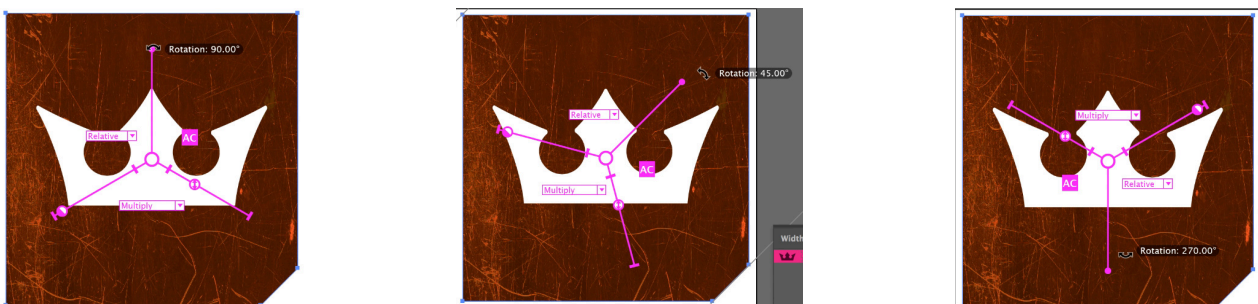 Rotation: 90.00°
Relative
AC
Multiply
Rotation: 45.00°
Relative
AC
Multiply
Width
Multiply
AC
Relative
Rotation: 270.00°